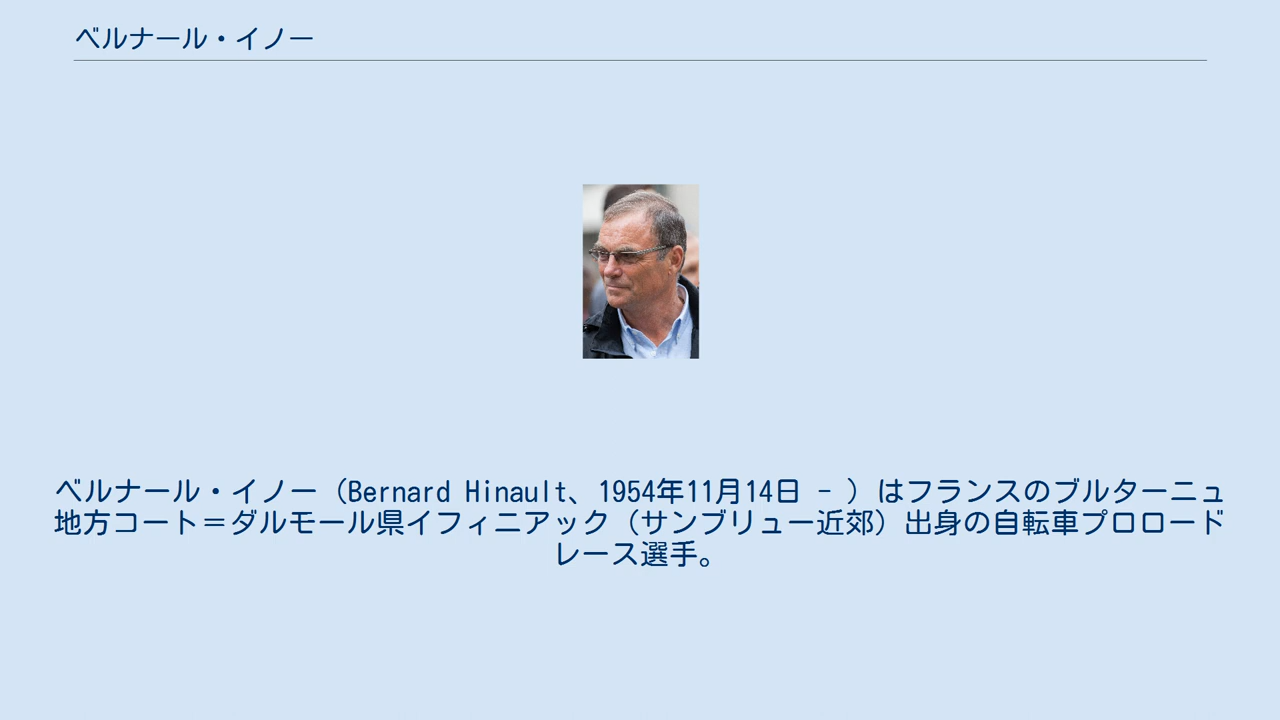 ベルナール・イノー
ベルナール・イノー（Bernard Hinault、1954年11月14日 - ）はフランスのブルターニュ
地方コート＝ダルモール県イフィニアック（サンブリュー近郊）出身の自転車プロロード
レース選手。